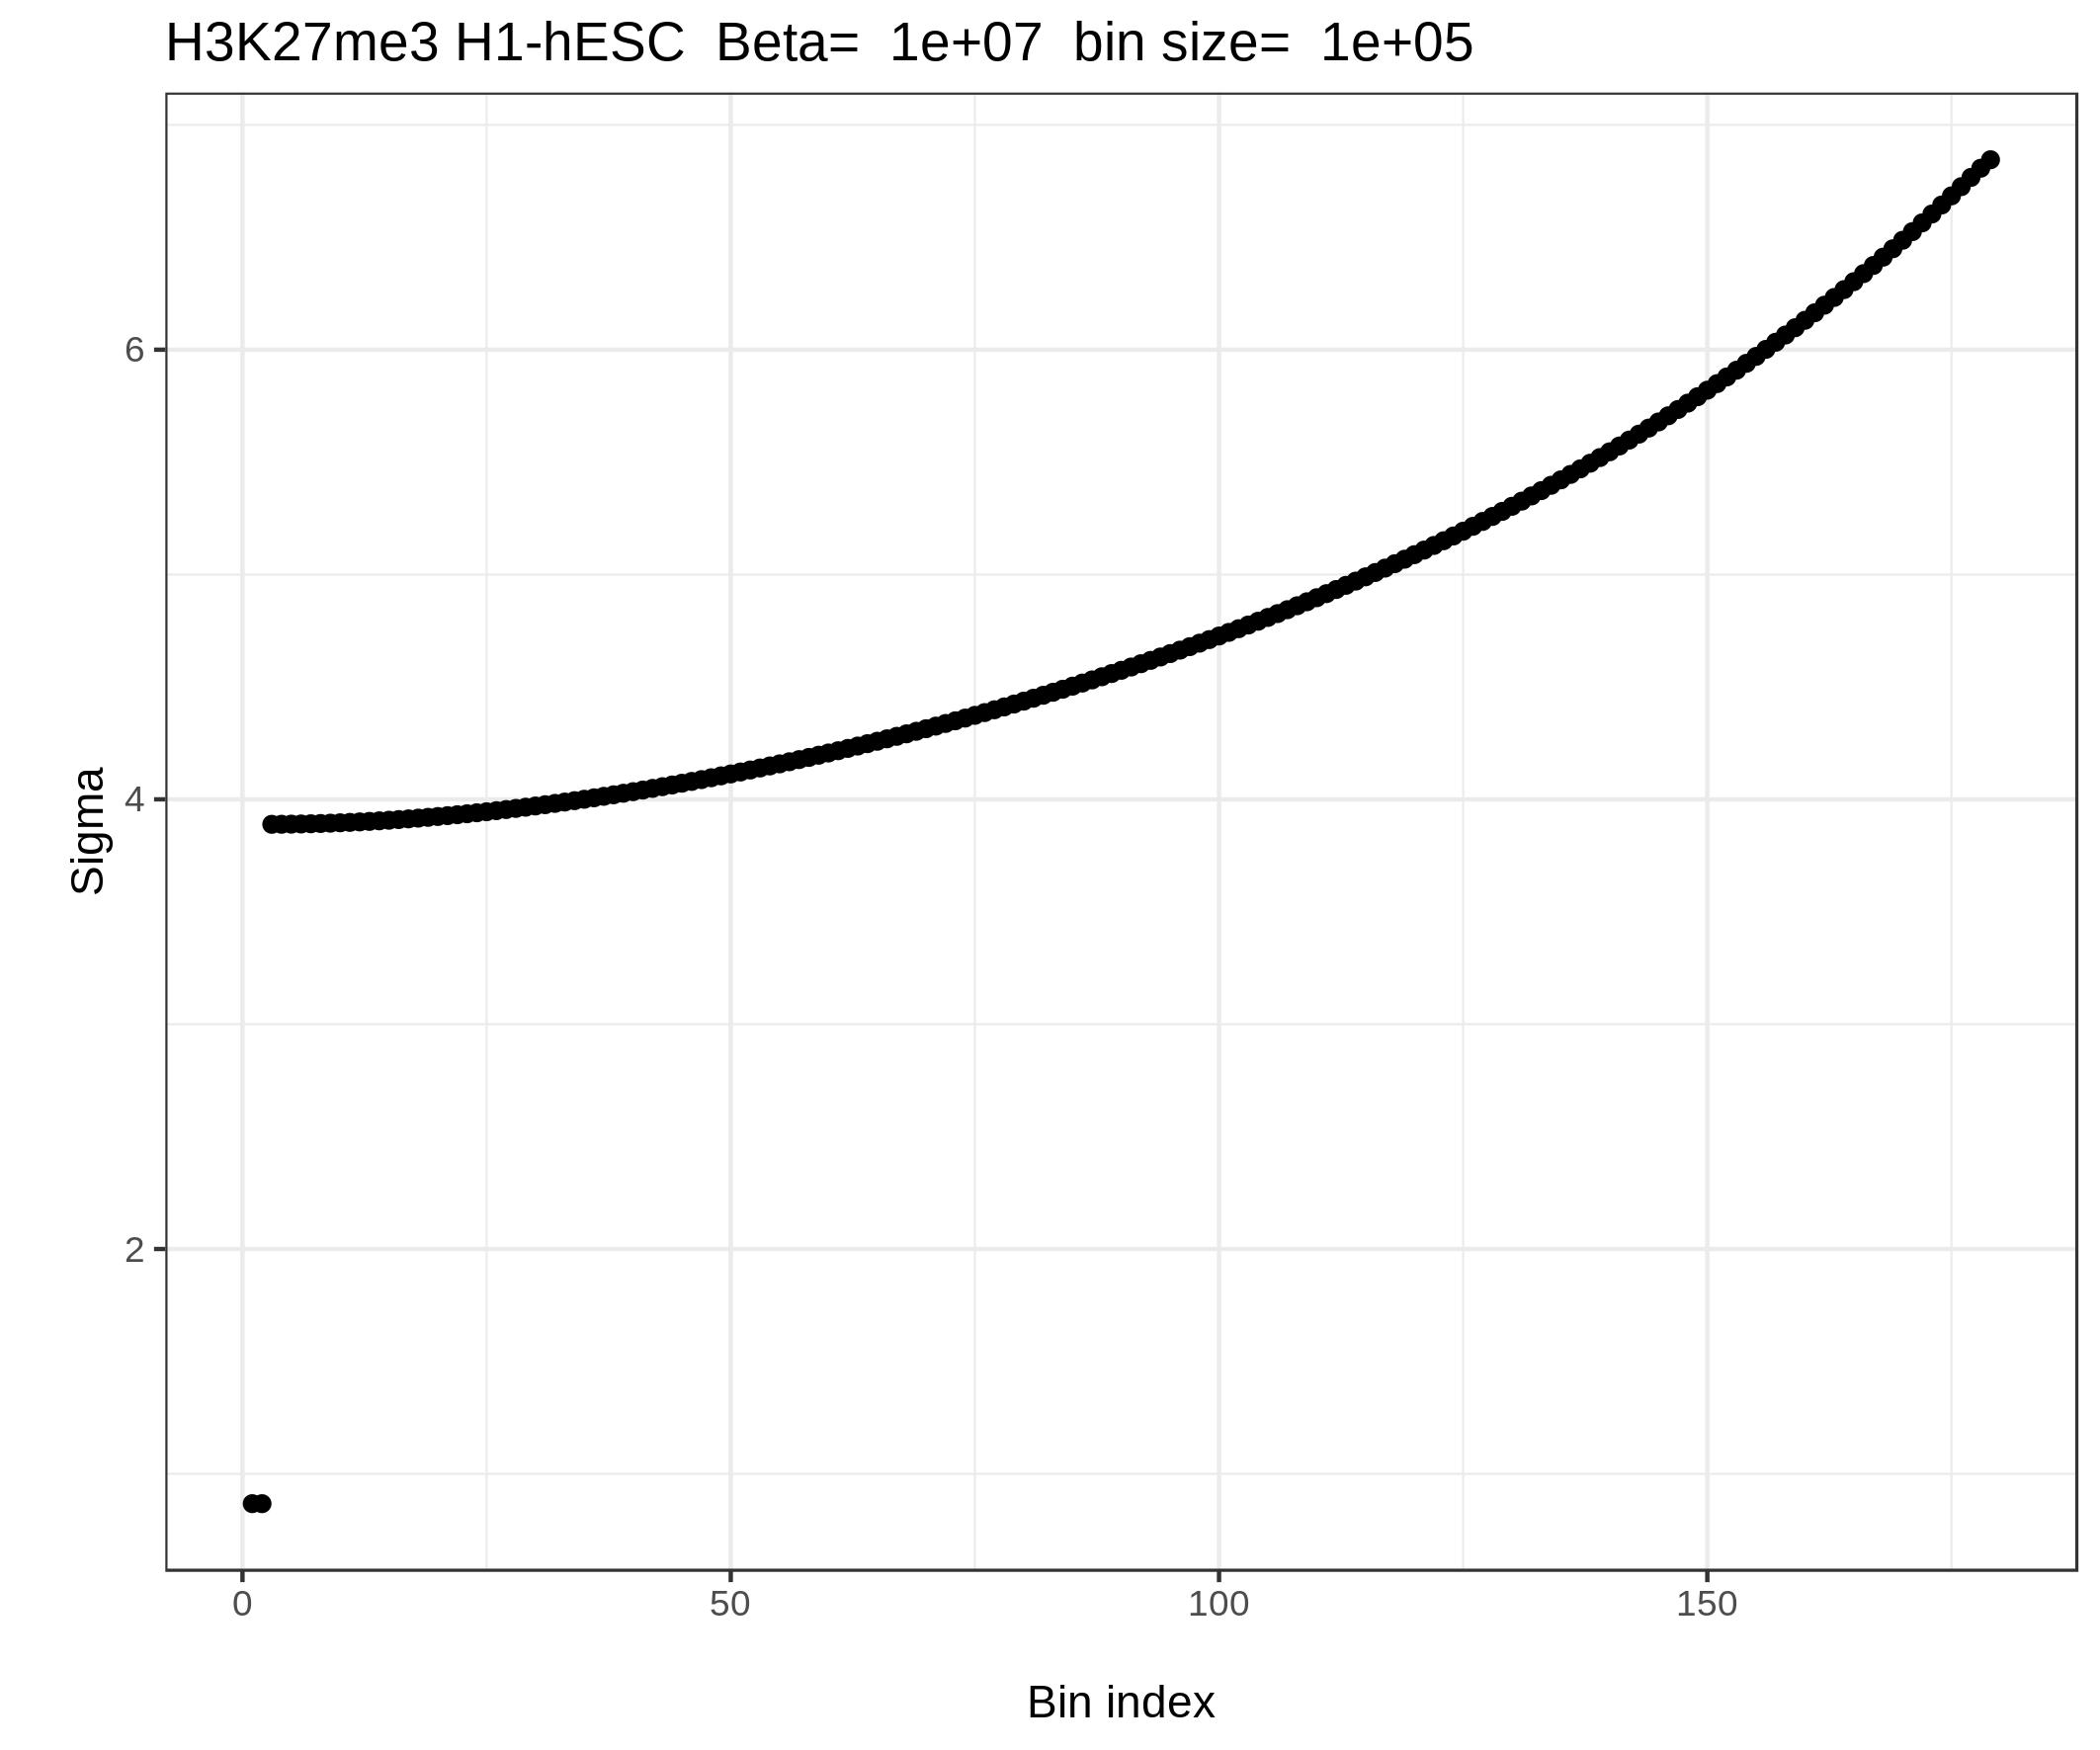 H3K27me3 H1-hESC  Beta=  1e+07  bin size=  1e+05
6
4
2
Sigma
0 50 100 150
Bin index